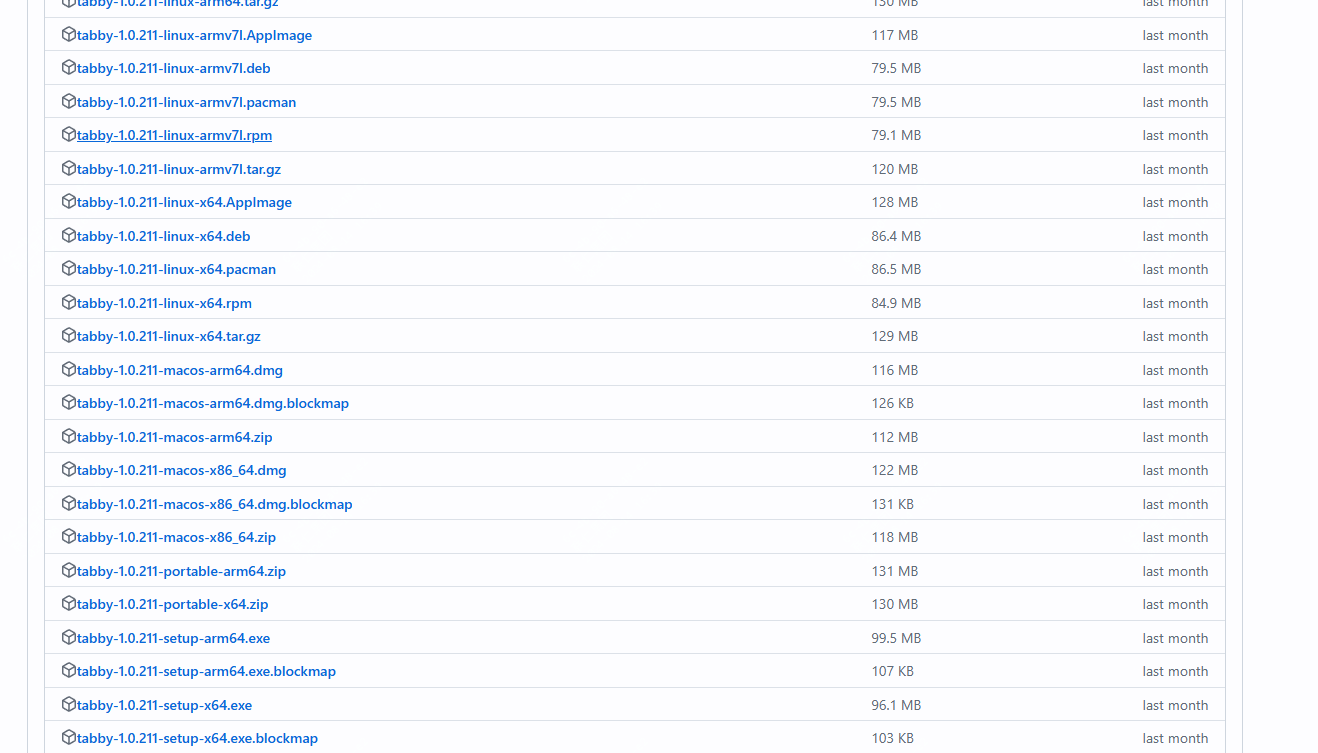 tabby-1.0.211-linux-arm64.tar.gz 130 MB last month
tabby-1.0.211-linux-armv7l.AppImage 117 MB last month
tabby-1.0.211-linux-armv7l.deb 79.5 MB last month
tabby-1.0.211-linux-armv7l.pacman 79.5 MB last month
tabby-1.0.211-linux-armv7l.rpm 79.1 MB last month
tabby-1.0.211-linux-armv7l.tar.gz 120 MB last month
tabby-1.0.211-linux-x64.AppImage 128 MB last month
tabby-1.0.211-linux-x64.deb 86.4 MB last month
tabby-1.0.211-linux-x64.pacman 86.5 MB last month
tabby-1.0.211-linux-x64.rpm 84.9 MB last month
tabby-1.0.211-linux-x64.tar.gz 129 MB last month
tabby-1.0.211-macos-arm64.dmg 116 MB last month
tabby-1.0.211-macos-arm64.dmg.blockmap 126 KB last month
tabby-1.0.211-macos-arm64.zip 112 MB last month
tabby-1.0.211-macos-x86_64.dmg 122 MB last month
tabby-1.0.211-macos-x86_64.dmg.blockmap 131 KB last month
tabby-1.0.211-macos-x86_64.zip 118 MB last month
tabby-1.0.211-portable-arm64.zip 131 MB last month
tabby-1.0.211-portable-x64.zip 130 MB last month
tabby-1.0.211-setup-arm64.exe 99.5 MB last month
tabby-1.0.211-setup-arm64.exe.blockmap 107 KB last month
tabby-1.0.211-setup-x64.exe 96.1 MB last month
tabby-1.0.211-setup-x64.exe.blockmap 103 KB last month